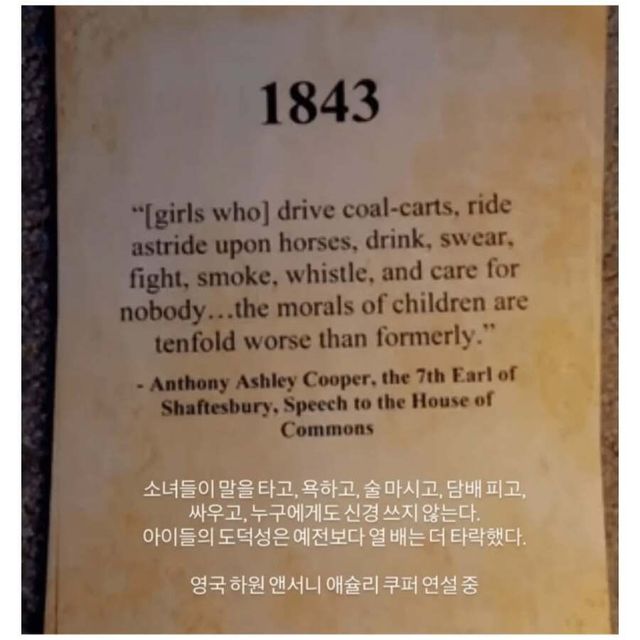 1843
“[girls who] drive coal-carts, ride
astride upon horses, drink, swear,
fight, smoke, whistle, and care for
nobody...the morals of children are
tenfold worse than formerly.”
- Anthony Ashley Cooper, the 7th Earl of
Shaftesbury, Speech to the House of
Commons
소녀들이 말을 타고, 욕하고, 술 마시고, 담배 피고,
싸우고, 누구에게도 신경 쓰지 않는다.
아이들의 도덕성은 예전보다 열 배는 더 타락했다.
영국 하원 앤서니 애슐리 쿠퍼 연설 중